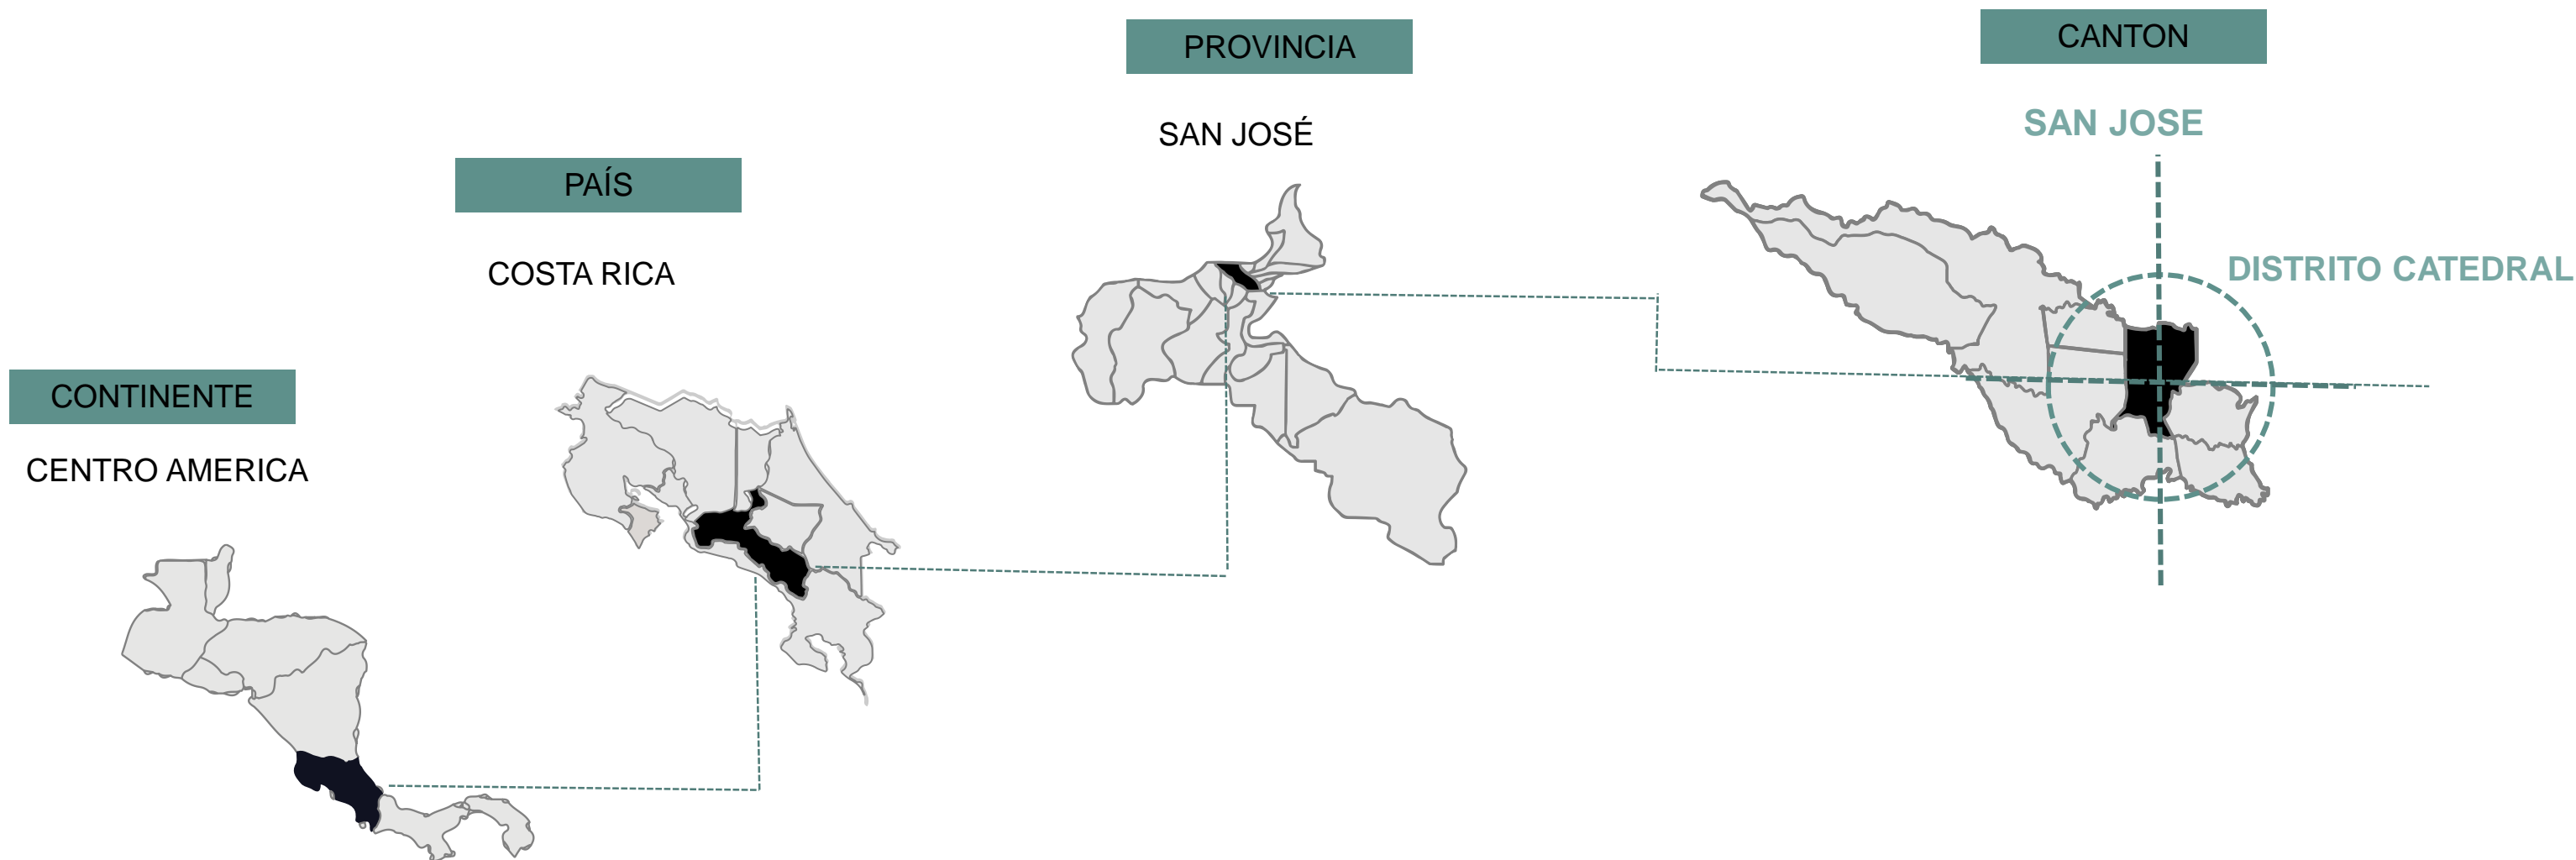 CONTINENTE
CENTRO AMERICA
PAÍS
COSTA RICA
PROVINCIA
SAN JOSÉ
CANTON
SAN JOSE
DISTRITO CATEDRAL